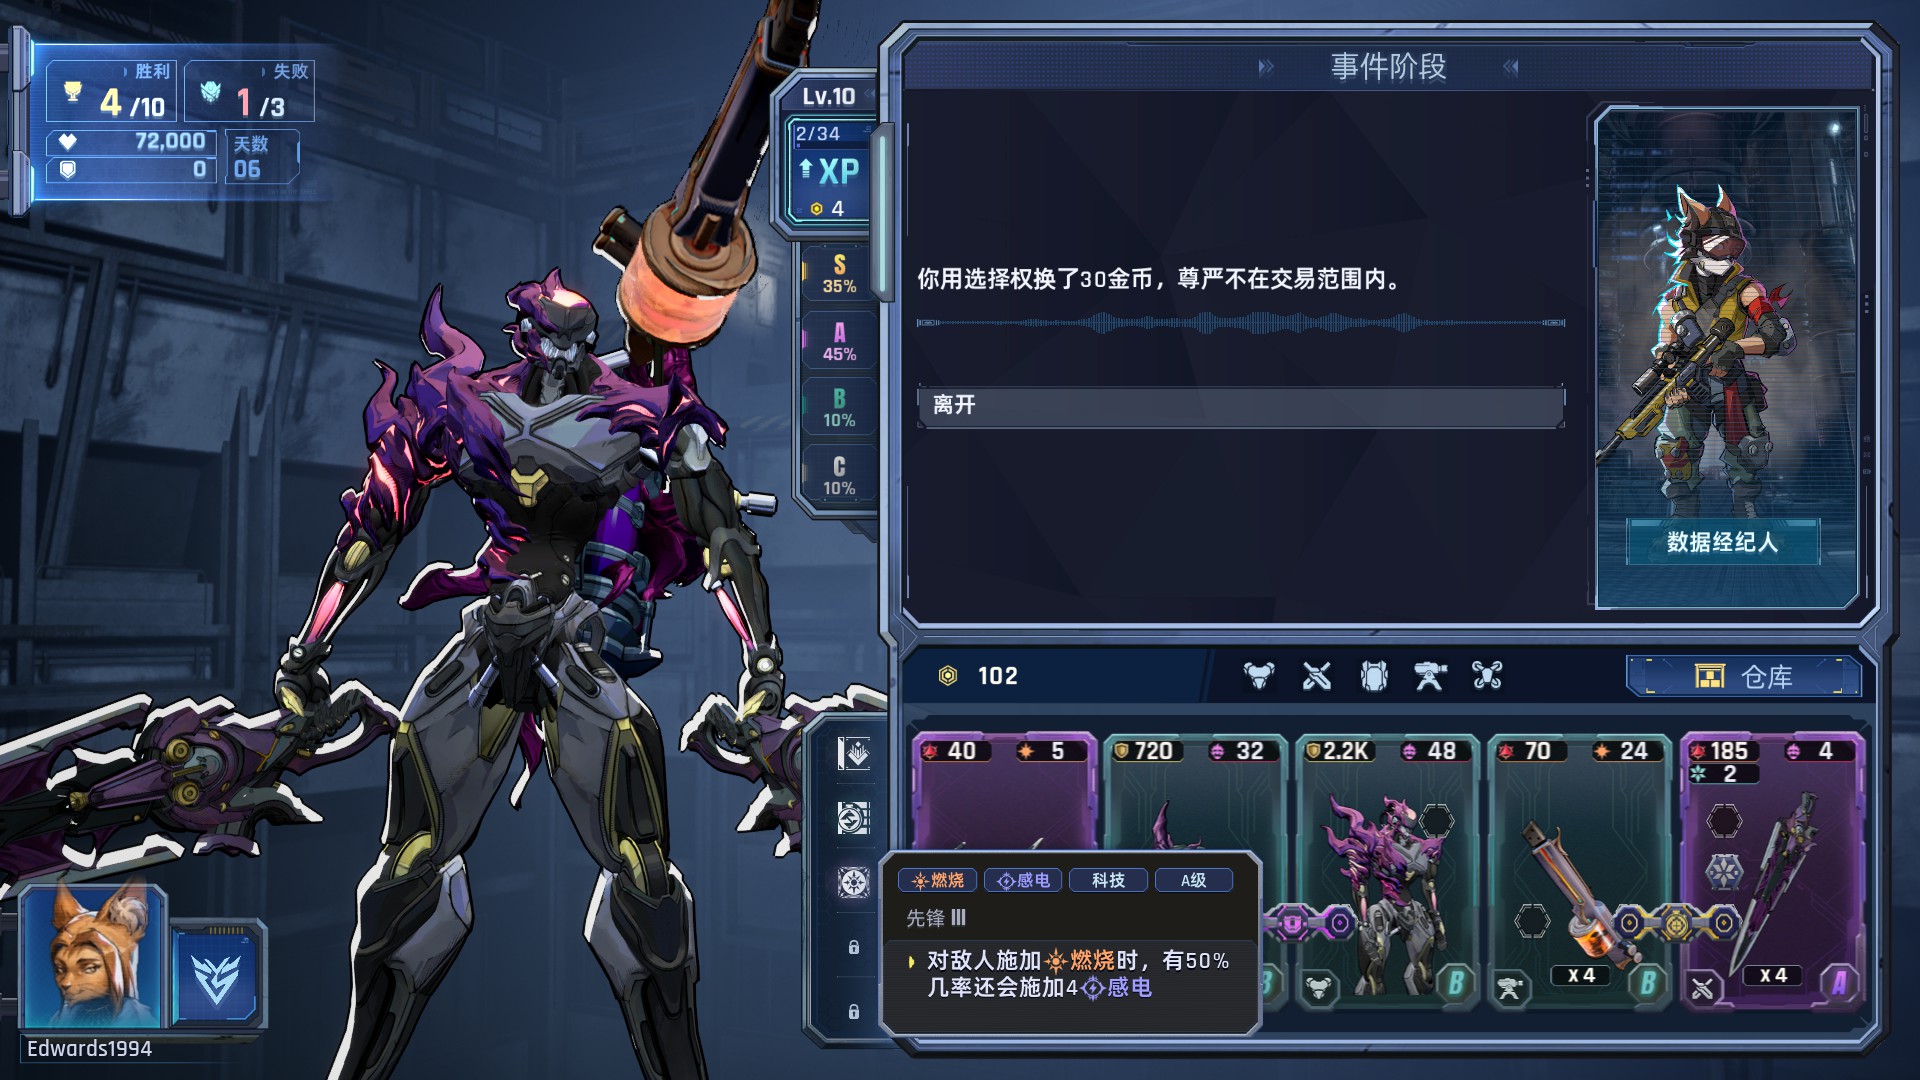 胜利
4/10
失败
1/3
72,000
0
天数
06
Lv.10
2/34
XP
4
S
35%
A
45%
B
10%
C
10%
事件阶段
你用选择权换了30金币，尊严不在交易范围内。
离开
数据经纪人
102
仓库
40
5
720
32
2.2K
48
70
24
185
4
2
燃烧
感电
科技
A级
先锋 III
对敌人施加燃烧时，有50%
几率还会施加4感电
B
B
X4
B
X4
A
Edwards1994